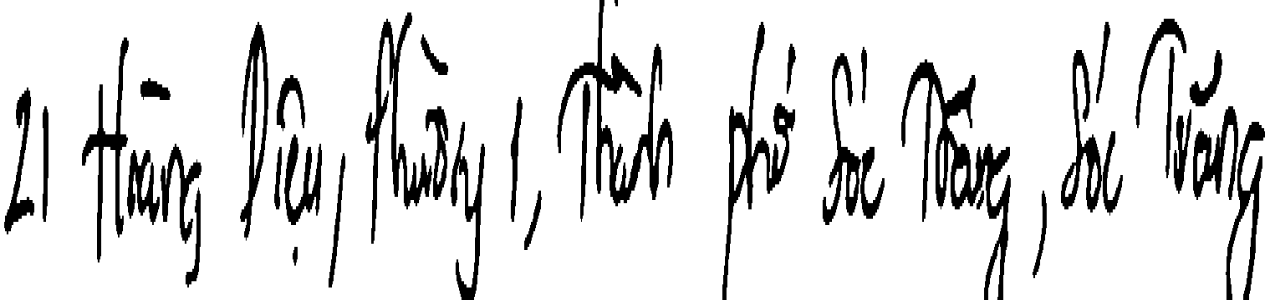 21 Hoàng Diệu, Phường 1, Thành phố Sóc Trăng, Sóc Trăng